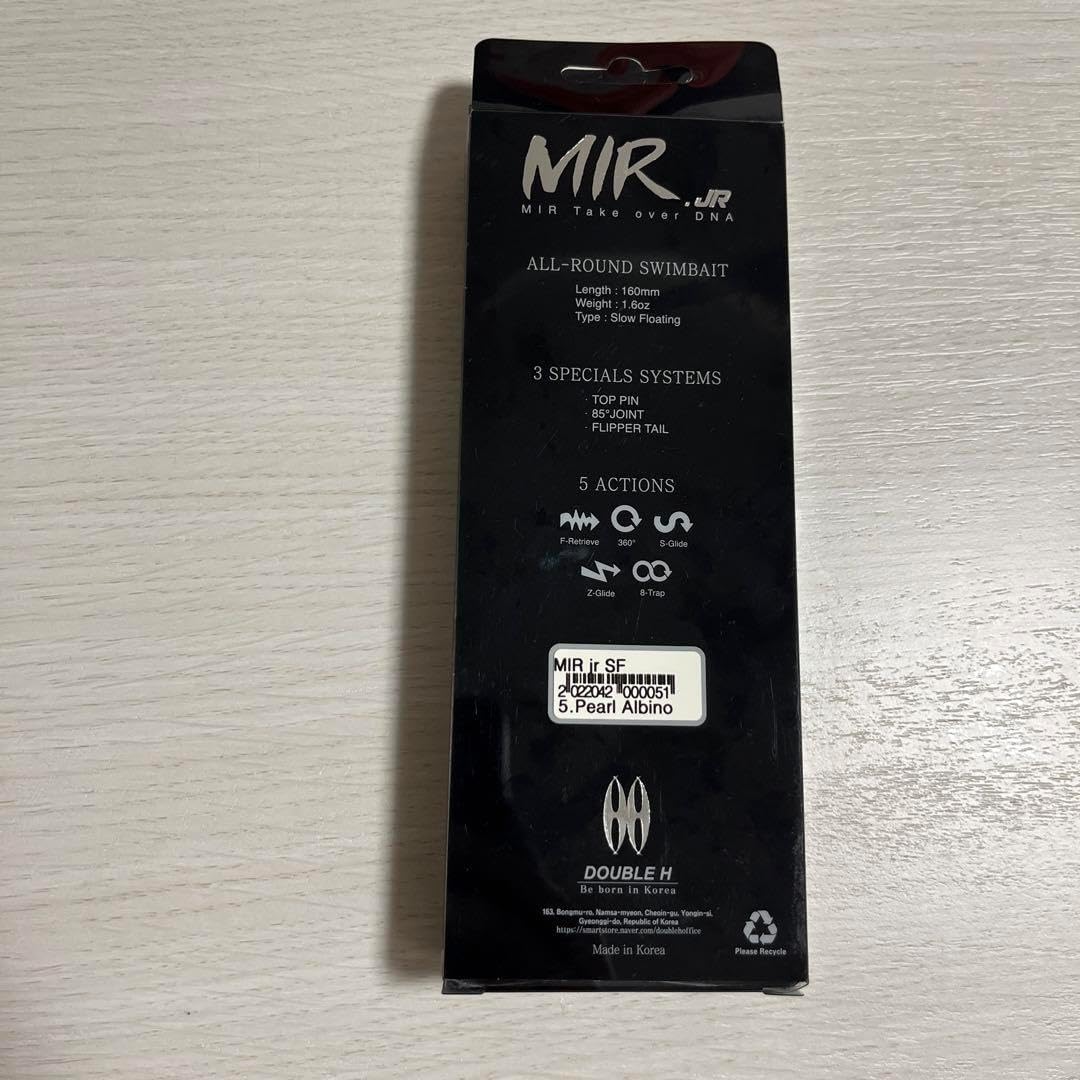 MIR.JR
MIR Take over DNA
ALL-ROUND SWIMBAIT
Length : 160mm
Weight : 1.6oz
Type : Slow Floating
3 SPECIALS SYSTEMS
· TOP PIN
· 85°JOINT
· FLIPPER TAIL
5 ACTIONS
F-Retrieve 360° S-Glide
Z-Glide 8-Trap
MIR jr SF
2 022042 000051
5.Pearl Albino
DOUBLE H
Be born in Korea
163, Bongmu-ro, Namsa-myeon, Cheoin-gu, Yongin-si,
Gyeonggi-do, Republic of Korea
https://smartstore.naver.com/doublehoffice
Made in Korea
Please Recycle